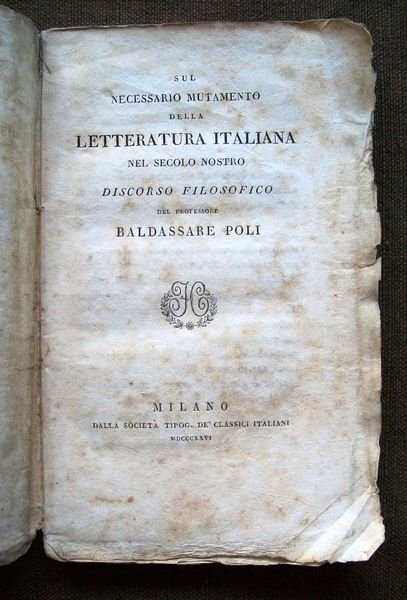 SUL
NECESSARIO MUTAMENTO
DELLA
LETTERATURA ITALIANA
NEL SECOLO NOSTRO
DISCORSO FILOSOFICO
DEL PROFESSORE
BALDASSARE POLI
MILANO
DALLA SOCIETÀ TIPOG. DE' CLASSICI ITALIANI
MDCCCXXVI